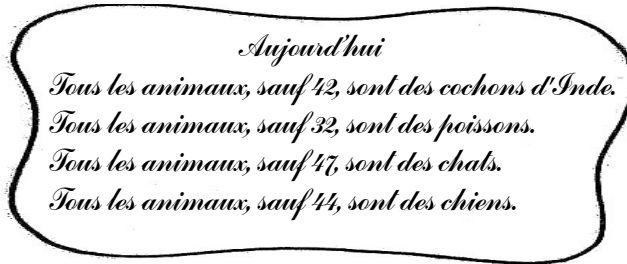 Aujourd'hui
Tous les animaux, sauf 42, sont des cochons d'Inde.
Tous les animaux, sauf 32, sont des poissons.
Tous les animaux, sauf 47, sont des chats.
Tous les animaux, sauf 44, sont des chiens.